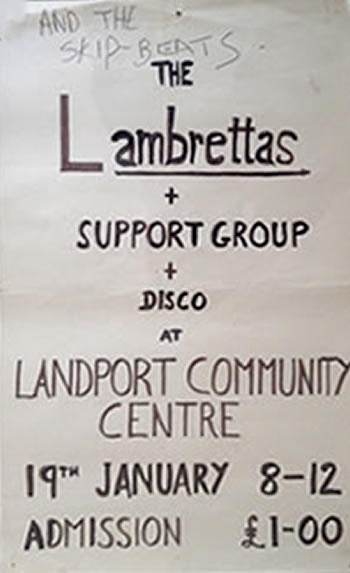 AND THE
SKIP-BEATS.
THE
Lambrettas
+
SUPPORT GROUP
+
DISCO
AT
LANDPORT COMMUNITY
CENTRE
19TH JANUARY 8-12
ADMISSION £1-00